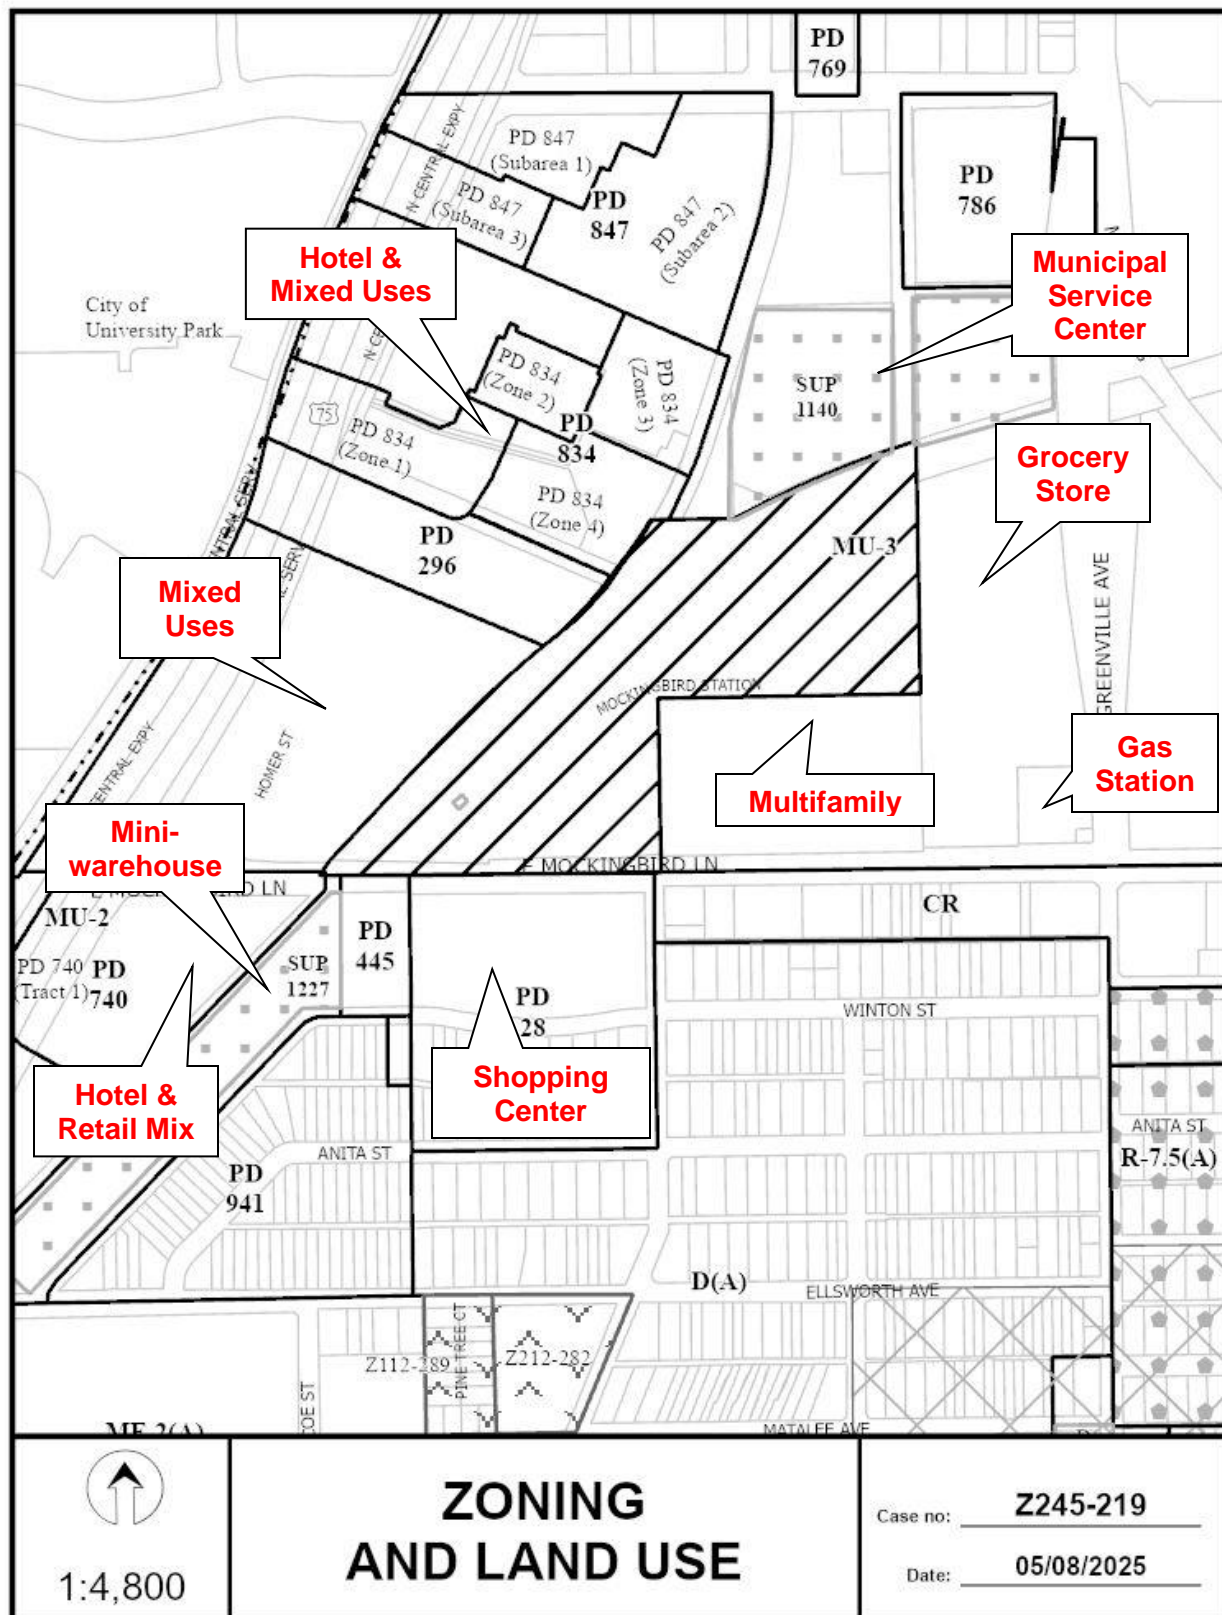 PD
769
PD 847
(Subarea 1)
N CENTRAL EXPY
PD 847
(Subarea 3)
PD
847
PD 847
(Subarea 2)
PD
786
Hotel &
Mixed Uses
Municipal
Service
Center
City of
University Park
PD 834
(Zone 2)
PD 834
(Zone 3)
SUP
1140
75
PD 834
(Zone 1)
PD
834
PD 834
(Zone 4)
Grocery
Store
PD
296
MU-3
Mixed
Uses
GREENVILLE AVE
MOCKINGBIRD STATION
HOMER ST
Gas
Station
Multifamily
Mini-
warehouse
E MOCKINGBIRD LN
MU-2
PD 740
(Tract 1)
PD
740
SUP
1227
PD
445
CR
PD
28
WINTON ST
Hotel &
Retail Mix
Shopping
Center
ANITA ST
ANITA ST
R-7.5(A)
PD
941
D(A)
ELLSWORTH AVE
Z112-289
PINE TREE CT
Z212-282
MF-2(A)
MATALEE AVE
1:4,800
ZONING
AND LAND USE
Case no: Z245-219
Date: 05/08/2025